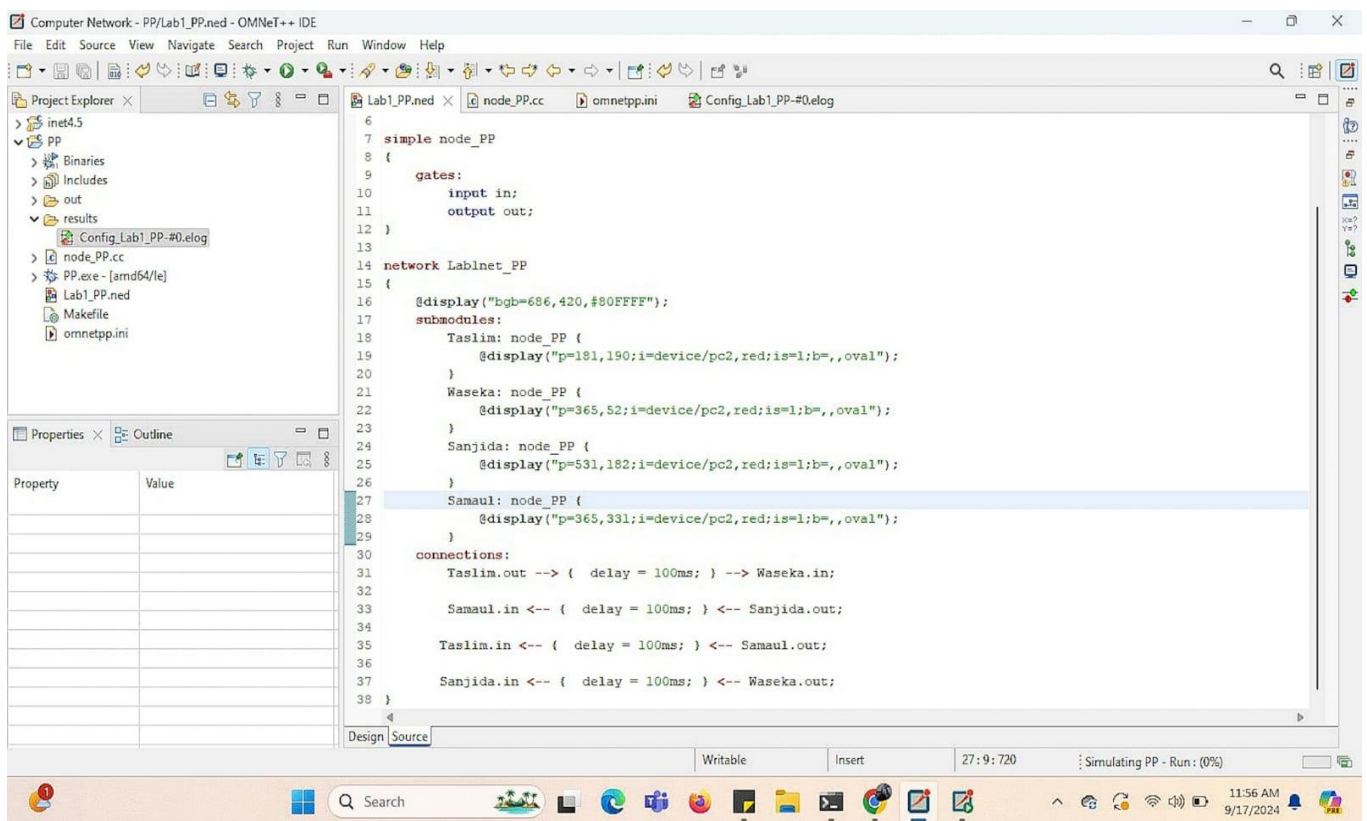 Computer Network - PP/Lab1_PP.ned - OMNeT++ IDE
File Edit Source View Navigate Search Project Run Window Help
Project Explorer
Lab1_PP.ned node_PP.cc omnetpp.ini Config_Lab1_PP-#0.elog
inet4.5
PP
Binaries
Includes
out
results
Config_Lab1_PP-#0.elog
node_PP.cc
PP.exe - [amd64/le]
Lab1_PP.ned
Makefile
omnetpp.ini
Properties Outline
Property Value
6
7 simple node_PP
8 {
9 gates:
10 input in;
11 output out;
12 }
13
14 network Lab1net_PP
15 {
16 @display("bgb=686,420,#80FFFF");
17 submodules:
18 Taslim: node_PP {
19 @display("p=181,190;i=device/pc2,red;is=l;b=,,oval");
20 }
21 Waseka: node_PP {
22 @display("p=365,52;i=device/pc2,red;is=l;b=,,oval");
23 }
24 Sanjida: node_PP {
25 @display("p=531,182;i=device/pc2,red;is=l;b=,,oval");
26 }
27 Samaul: node_PP {
28 @display("p=365,331;i=device/pc2,red;is=l;b=,,oval");
29 }
30 connections:
31 Taslim.out --> { delay = 100ms; } --> Waseka.in;
32
33 Samaul.in <-- { delay = 100ms; } <-- Sanjida.out;
34
35 Taslim.in <-- { delay = 100ms; } <-- Samaul.out;
36
37 Sanjida.in <-- { delay = 100ms; } <-- Waseka.out;
38 }
Design Source
Writable Insert 27:9:720 Simulating PP - Run: (0%)
1
Search
11:56 AM
9/17/2024
PRE